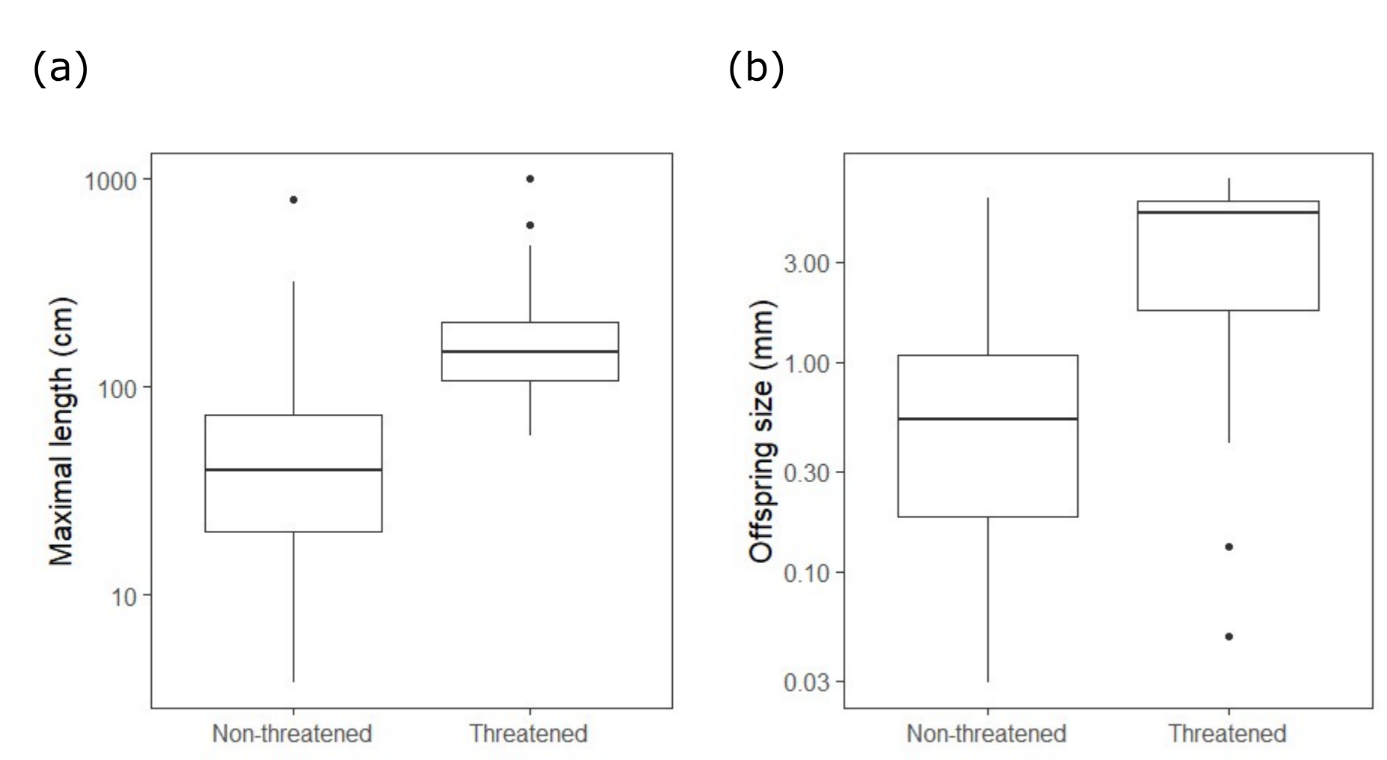 (a)
(b)
Maximal length (cm)
1000
100
10
Non-threatened
Threatened
Offspring size (mm)
3.00
1.00
0.30
0.10
0.03
Non-threatened
Threatened